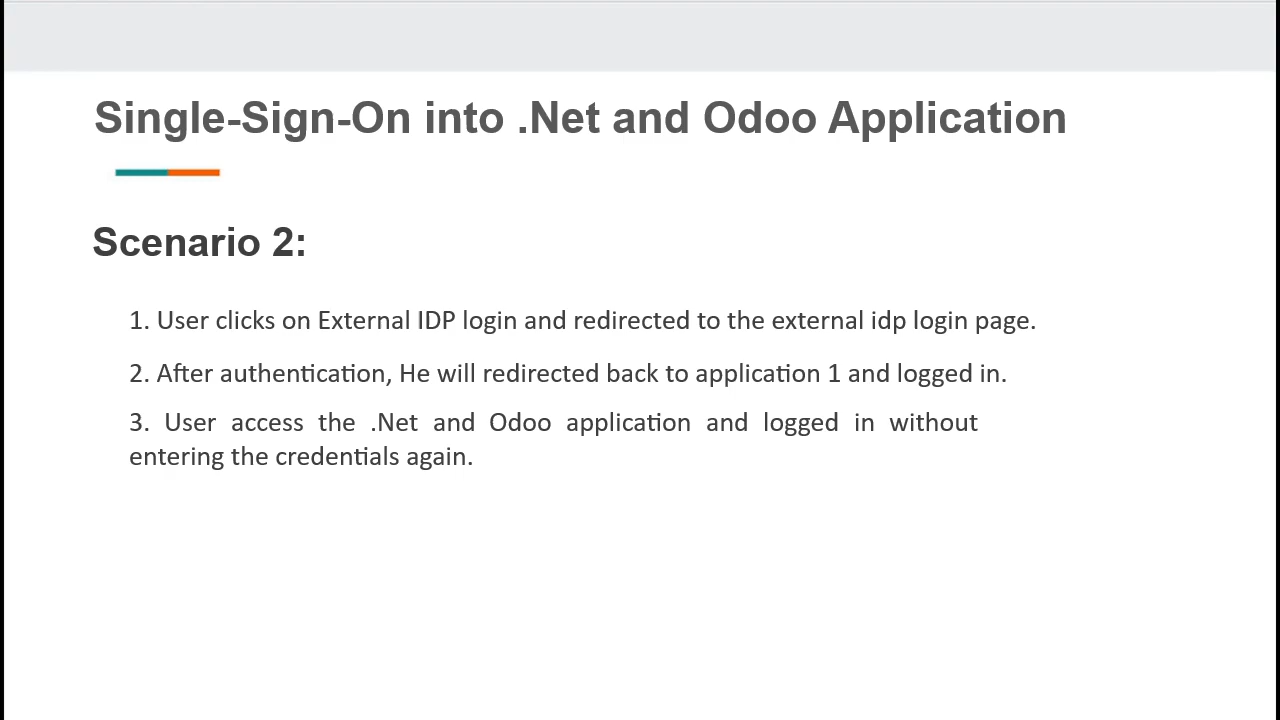 Single-Sign-On into .Net and Odoo Application
Scenario 2:
1. User clicks on External IDP login and redirected to the external idp login page.
2. After authentication, He will redirected back to application 1 and logged in.
3. User access the .Net and Odoo application and logged in without
entering the credentials again.